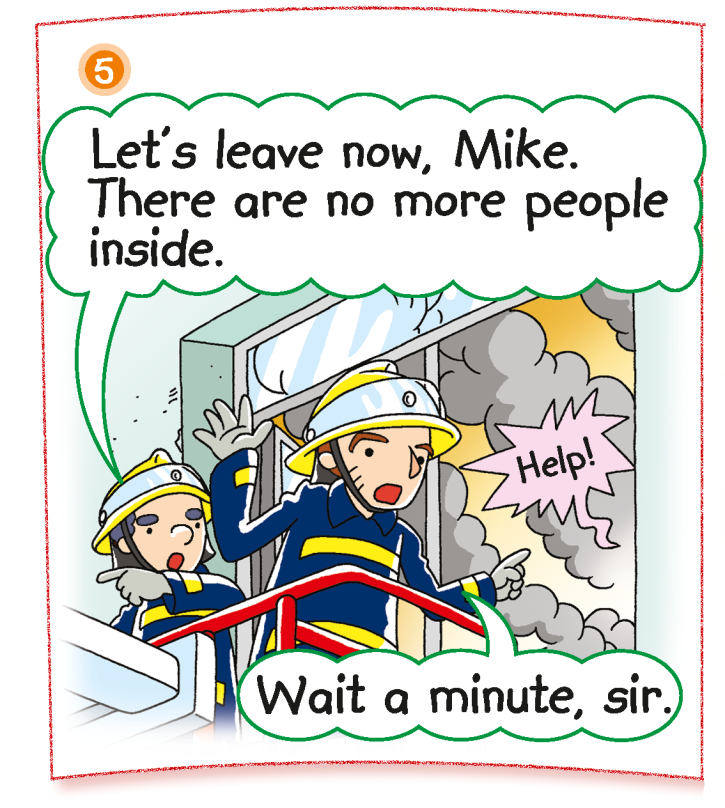 5
Let's leave now, Mike.
There are no more people
inside.
Help!
Wait a minute, sir.